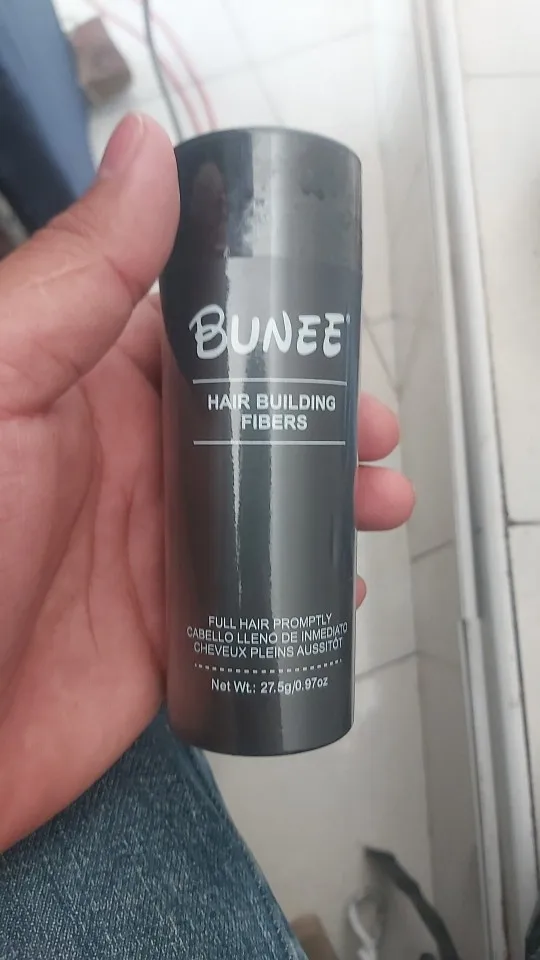 BUNEE
HAIR BUILDING
FIBERS
FULL HAIR PROMPTLY
CABELLO LLENO DE INMEDIATO
CHEVEUX PLEINS AUSSITÔT
Net Wt.: 27.5g/0.97oz